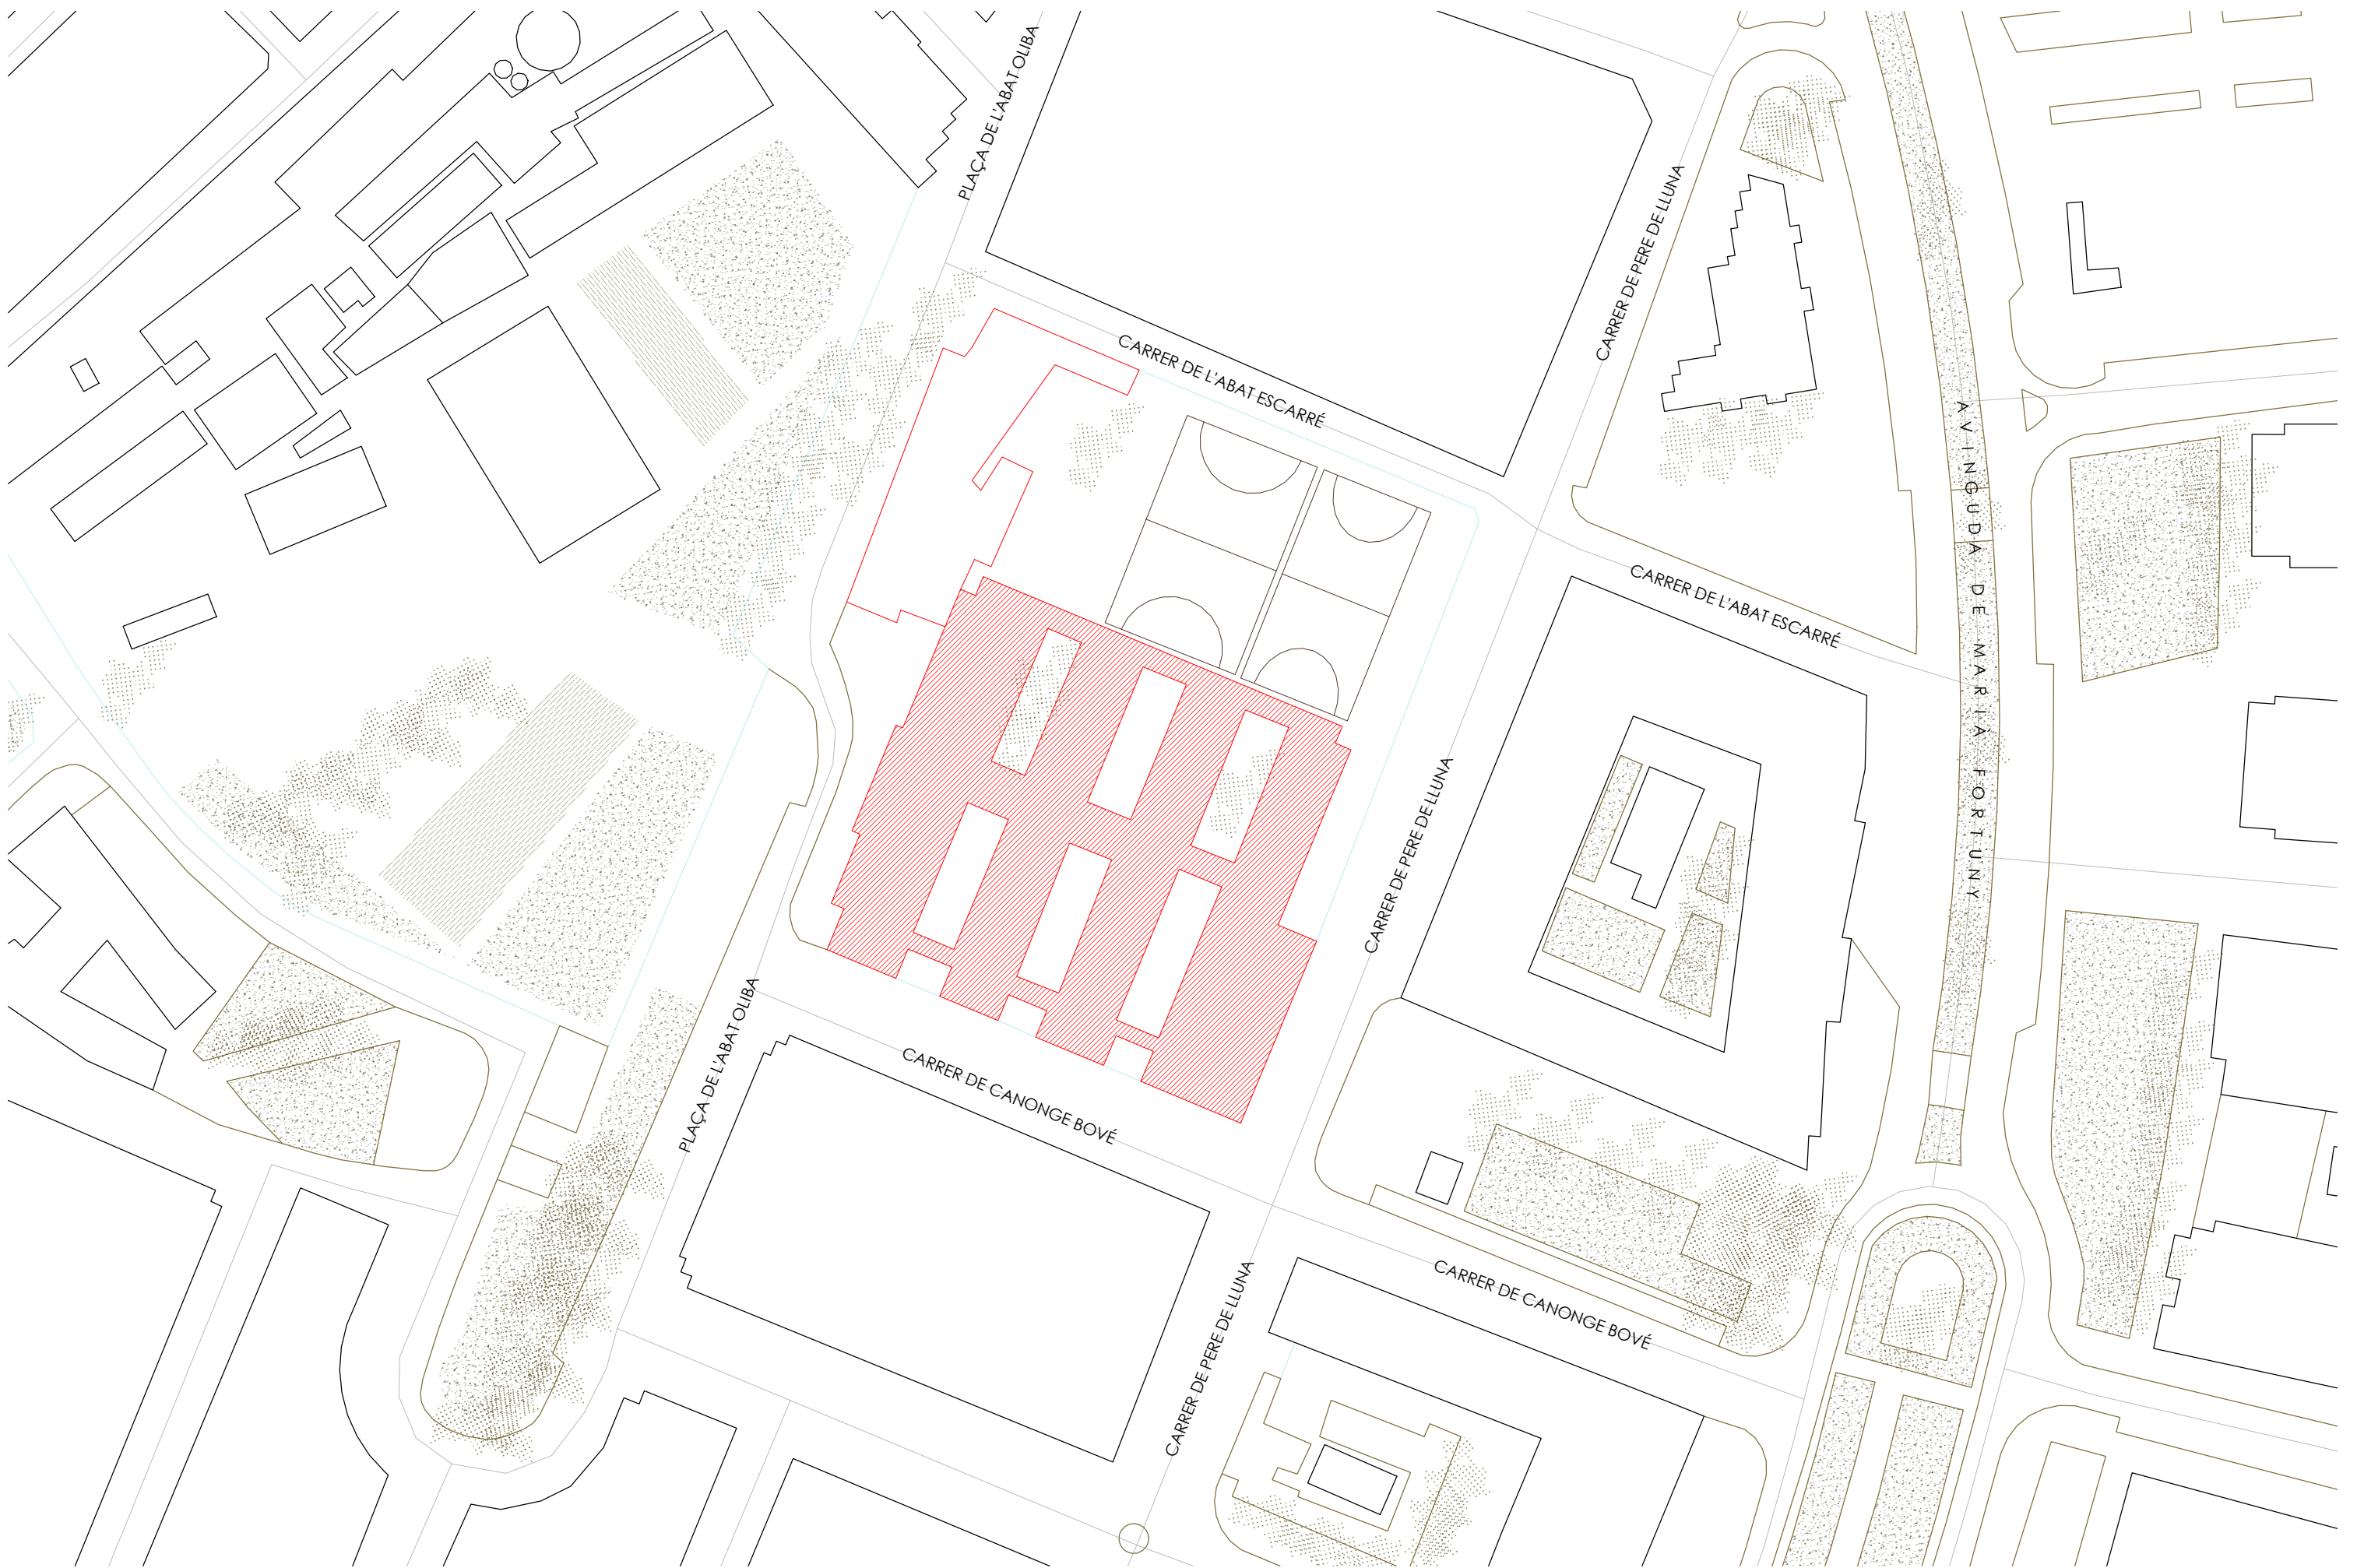 PLAÇA DE L'ABAT OLIBA
CARRER DE PERE DE LLUNA
CARRER DE L'ABAT ESCARRÉ
AVINGUDA DE MARIÀ FORTUNY
CARRER DE L'ABAT ESCARRÉ
CARRER DE PERE DE LLUNA
PLAÇA DE L'ABAT OLIBA
CARRER DE CANONGE BOVÉ
CARRER DE PERE DE LLUNA
CARRER DE CANONGE BOVÉ